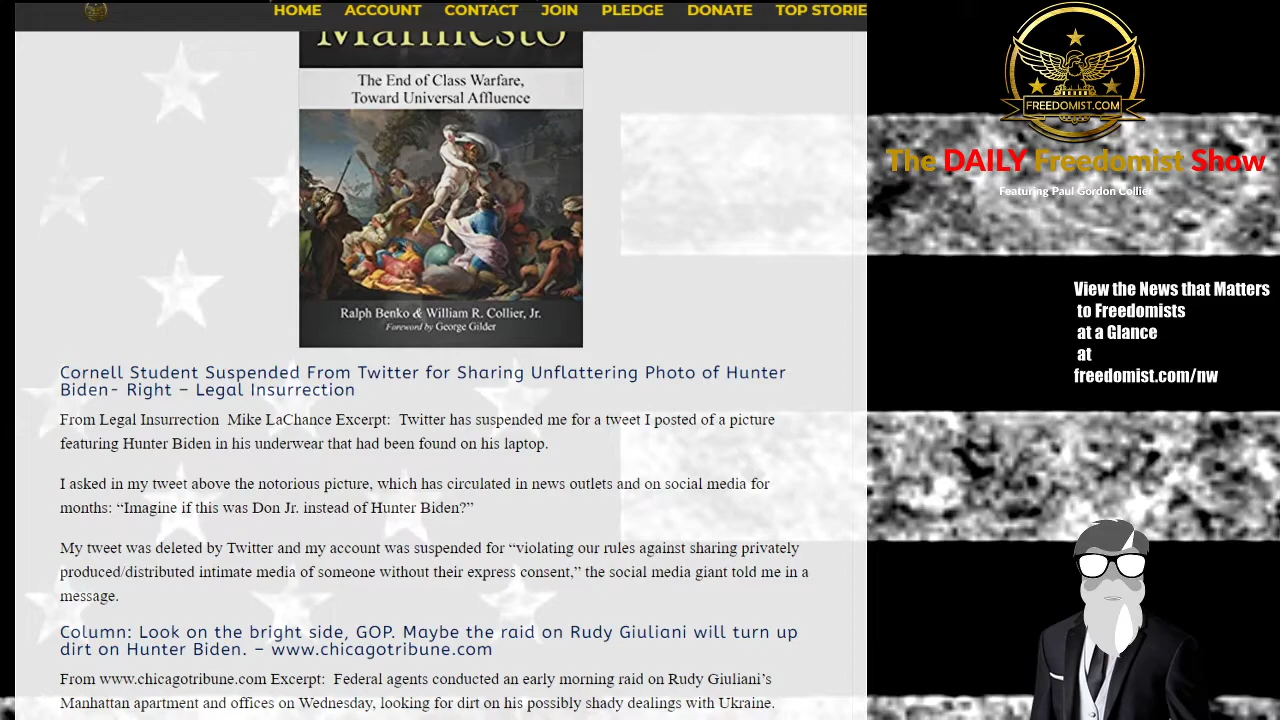 HOME ACCOUNT CONTACT JOIN PLEDGE DONATE TOP STORIE
Manifesto
The End of Class Warfare,
Toward Universal Affluence
Ralph Benko & William R. Collier, Jr.
Foreword by George Gilder
Cornell Student Suspended From Twitter for Sharing Unflattering Photo of Hunter
Biden- Right – Legal Insurrection
From Legal Insurrection  Mike LaChance Excerpt:  Twitter has suspended me for a tweet I posted of a picture
featuring Hunter Biden in his underwear that had been found on his laptop.
I asked in my tweet above the notorious picture, which has circulated in news outlets and on social media for
months: “Imagine if this was Don Jr. instead of Hunter Biden?”
My tweet was deleted by Twitter and my account was suspended for “violating our rules against sharing privately
produced/distributed intimate media of someone without their express consent,” the social media giant told me in a
message.
Column: Look on the bright side, GOP. Maybe the raid on Rudy Giuliani will turn up
dirt on Hunter Biden. – www.chicagotribune.com
From www.chicagotribune.com Excerpt:  Federal agents conducted an early morning raid on Rudy Giuliani’s
Manhattan apartment and offices on Wednesday, looking for dirt on his possibly shady dealings with Ukraine.
FREEDOMIST.COM
The DAILY Freedomist Show
Featuring Paul Gordon Collier
View the News that Matters
to Freedomists
at a Glance
at
freedomist.com/nw